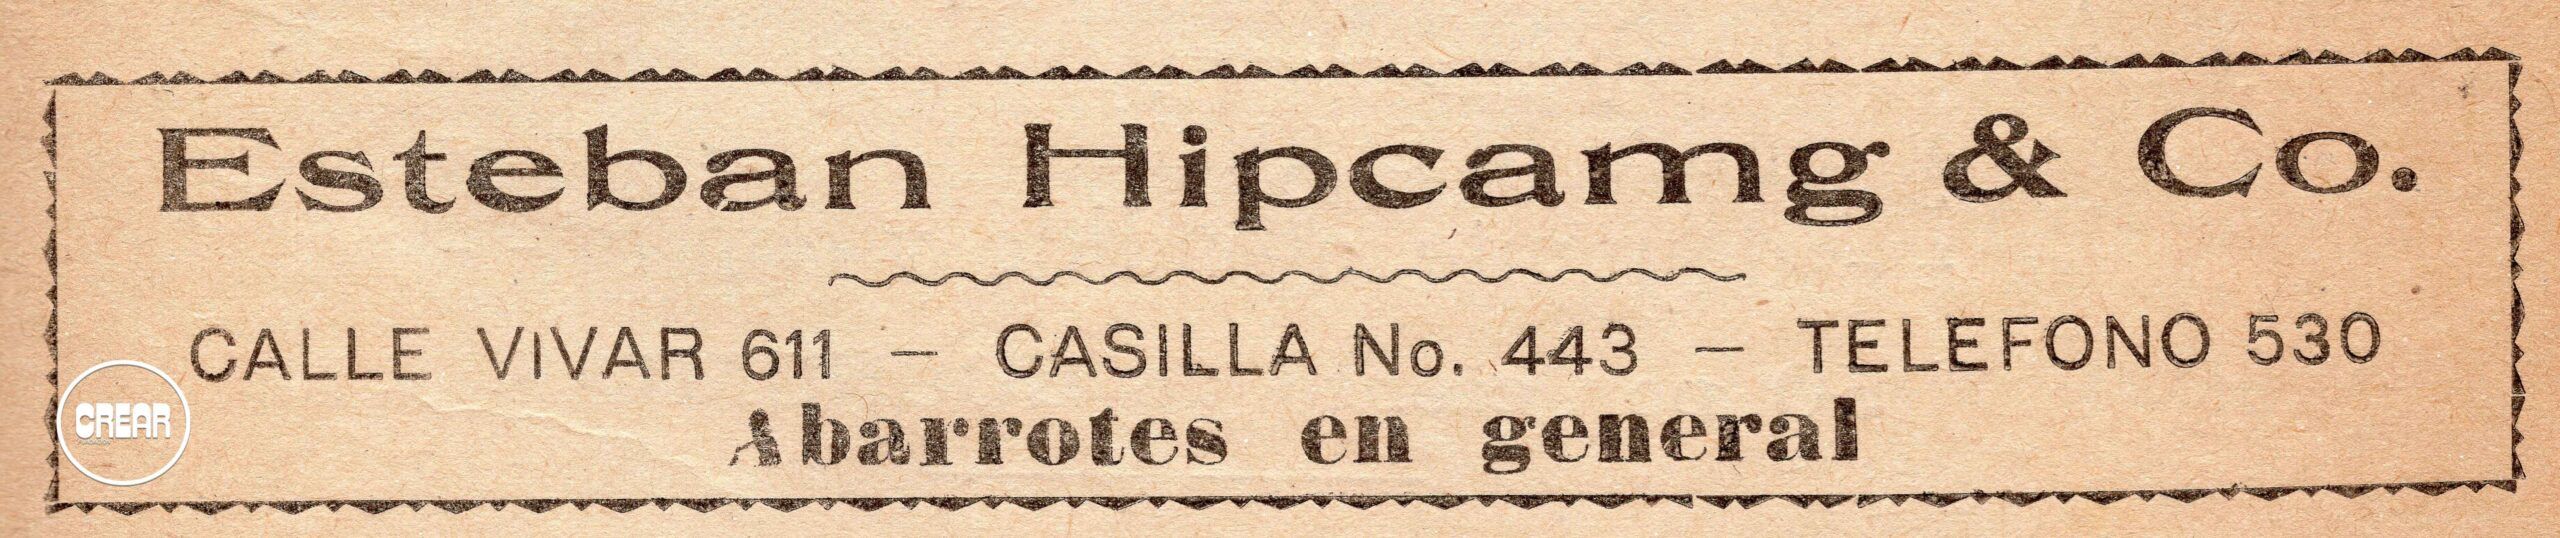 Esteban Hipcamg & Co.
CALLE VIVAR 611 — CASILLA No. 443 — TELEFONO 530
Abarrotes en general
CREAR